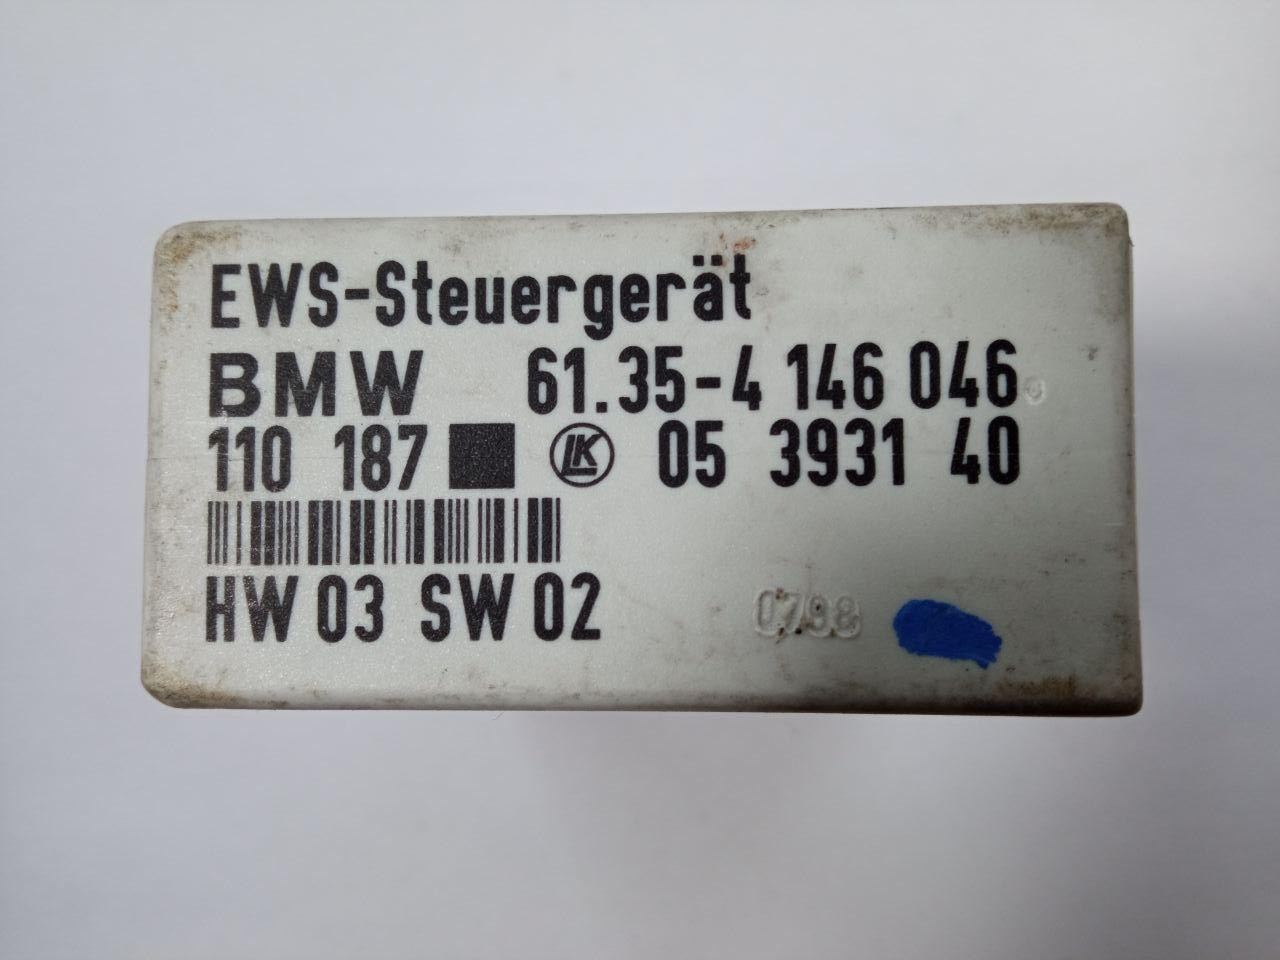 EWS-Steuergerät
BMW 61.35-4 146 046
110 187 LK 05 3931 40
HW 03 SW 02
0798